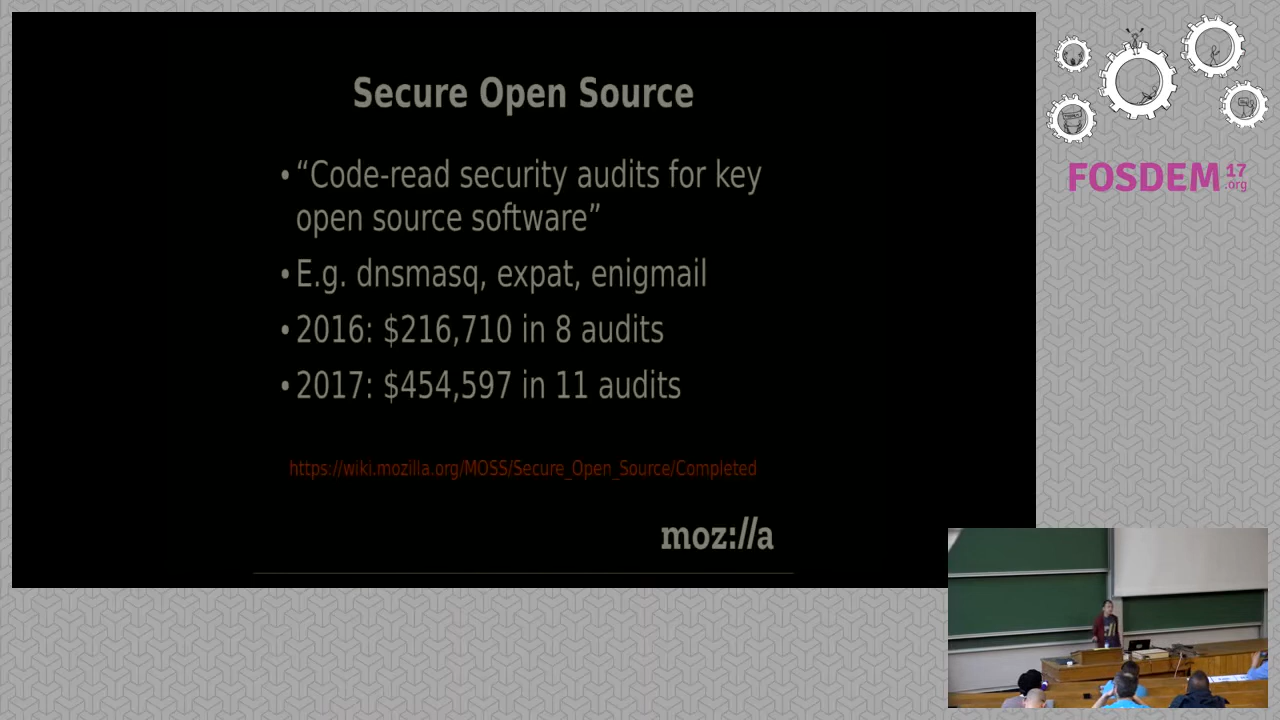 Secure Open Source
• “Code-read security audits for key
open source software”
• E.g. dnsmasq, expat, enigmail
• 2016: $216,710 in 8 audits
• 2017: $454,597 in 11 audits
https://wiki.mozilla.org/MOSS/Secure_Open_Source/Completed
moz://a
FOSDEM 17
.org